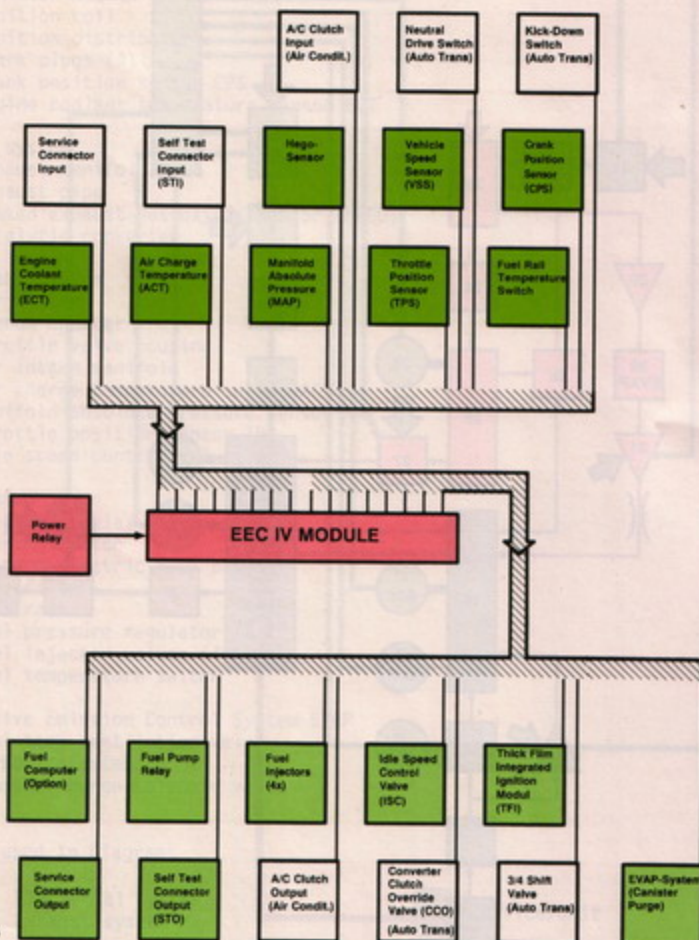 A/C Clutch
Input
(Air Condit.)
Neutral
Drive Switch
(Auto Trans)
Kick-Down
Switch
(Auto Trans)
Service
Connector
Input
Self Test
Connector
Input
(STI)
Hego-
Sensor
Vehicle
Speed
Sensor
(VSS)
Crank
Position
Sensor
(CPS)
Engine
Coolant
Temperature
(ECT)
Air Charge
Temperature
(ACT)
Manifold
Absolute
Pressure
(MAP)
Throttle
Position
Sensor
(TPS)
Fuel Rail
Temperature
Switch
Power
Relay
EEC IV MODULE
Fuel
Computer
(Option)
Fuel Pump
Relay
Fuel
Injectors
(4x)
Idle Speed
Control
Valve
(ISC)
Thick Film
Integrated
Ignition
Modul
(TFI)
Service
Connector
Output
Self Test
Connector
Output
(STO)
A/C Clutch
Output
(Air Condit.)
Converter
Clutch
Override
Valve (CCO)
(Auto Trans)
3/4 Shift
Valve
(Auto Trans)
EVAP-System
(Canister
Purge)